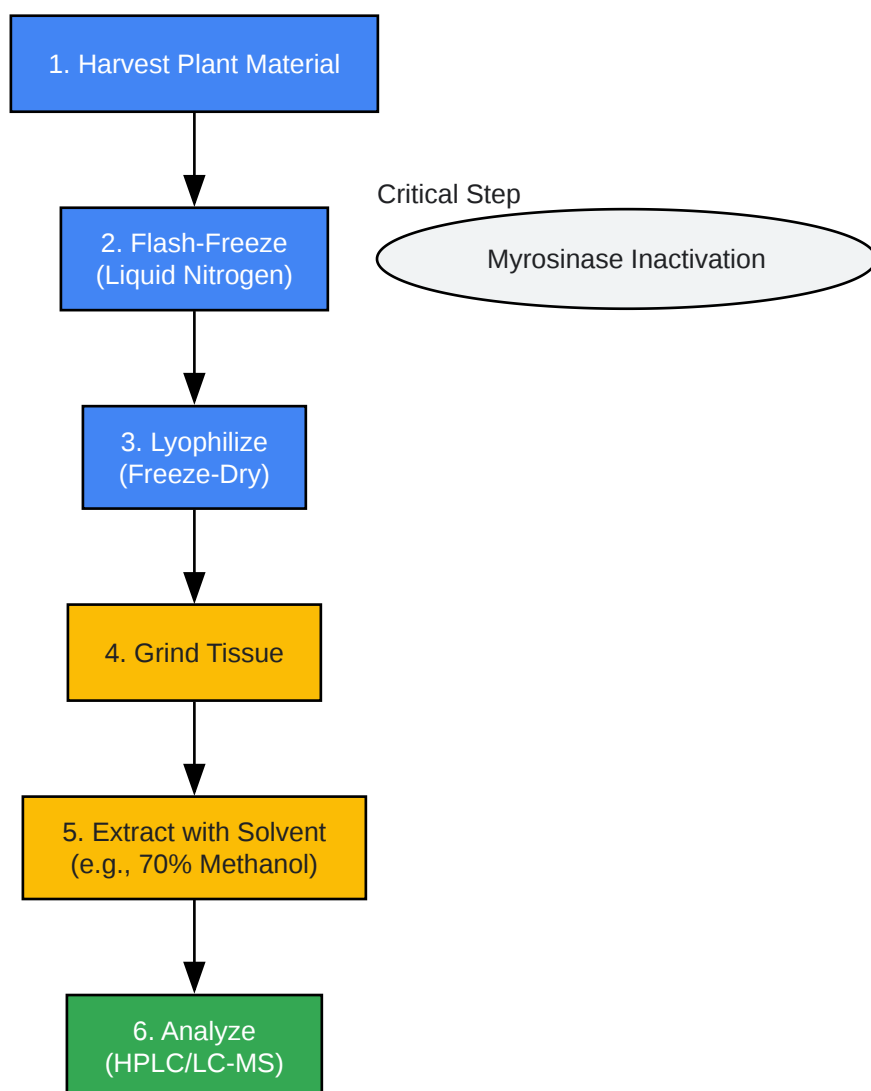 1. Harvest Plant Material
Critical Step
2. Flash-Freeze
(Liquid Nitrogen)
Myrosinase Inactivation
3. Lyophilize
(Freeze-Dry)
4. Grind Tissue
5. Extract with Solvent
(e.g., 70% Methanol)
6. Analyze
(HPLC/LC-MS)